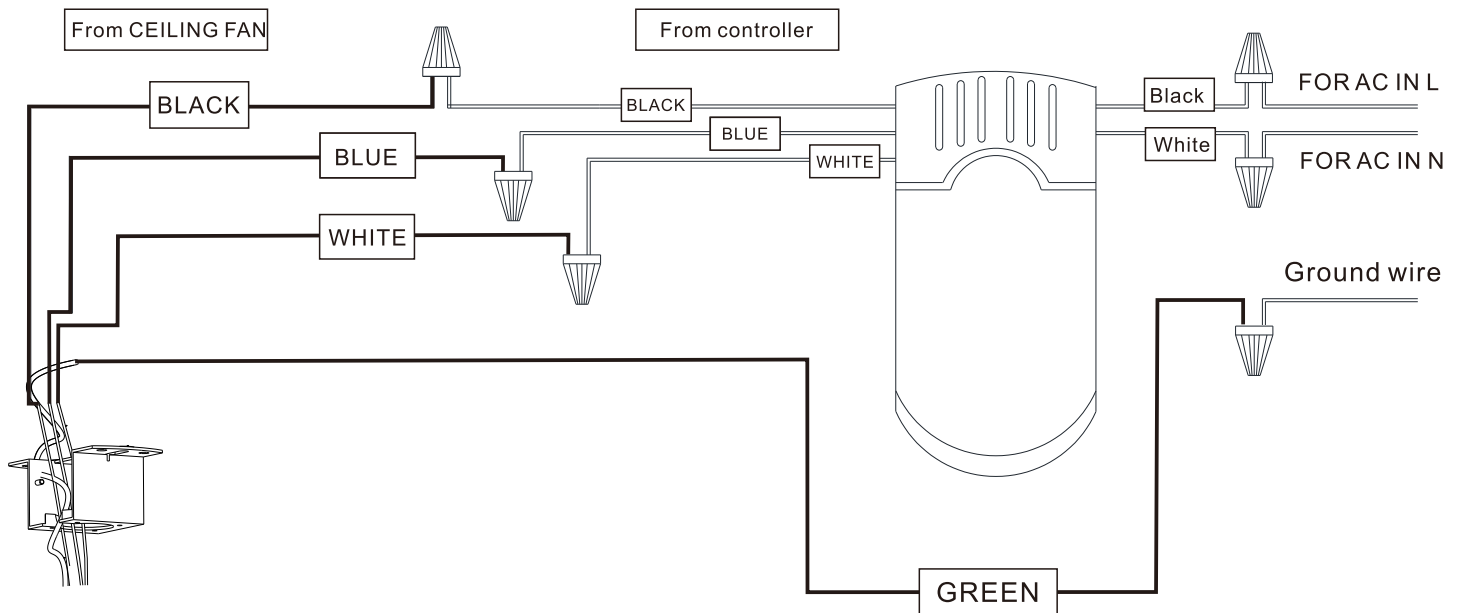 From CEILING FAN
From controller
BLACK
BLACK
Black
FOR AC IN L
BLUE
BLUE
White
FOR AC IN N
WHITE
WHITE
Ground wire
GREEN